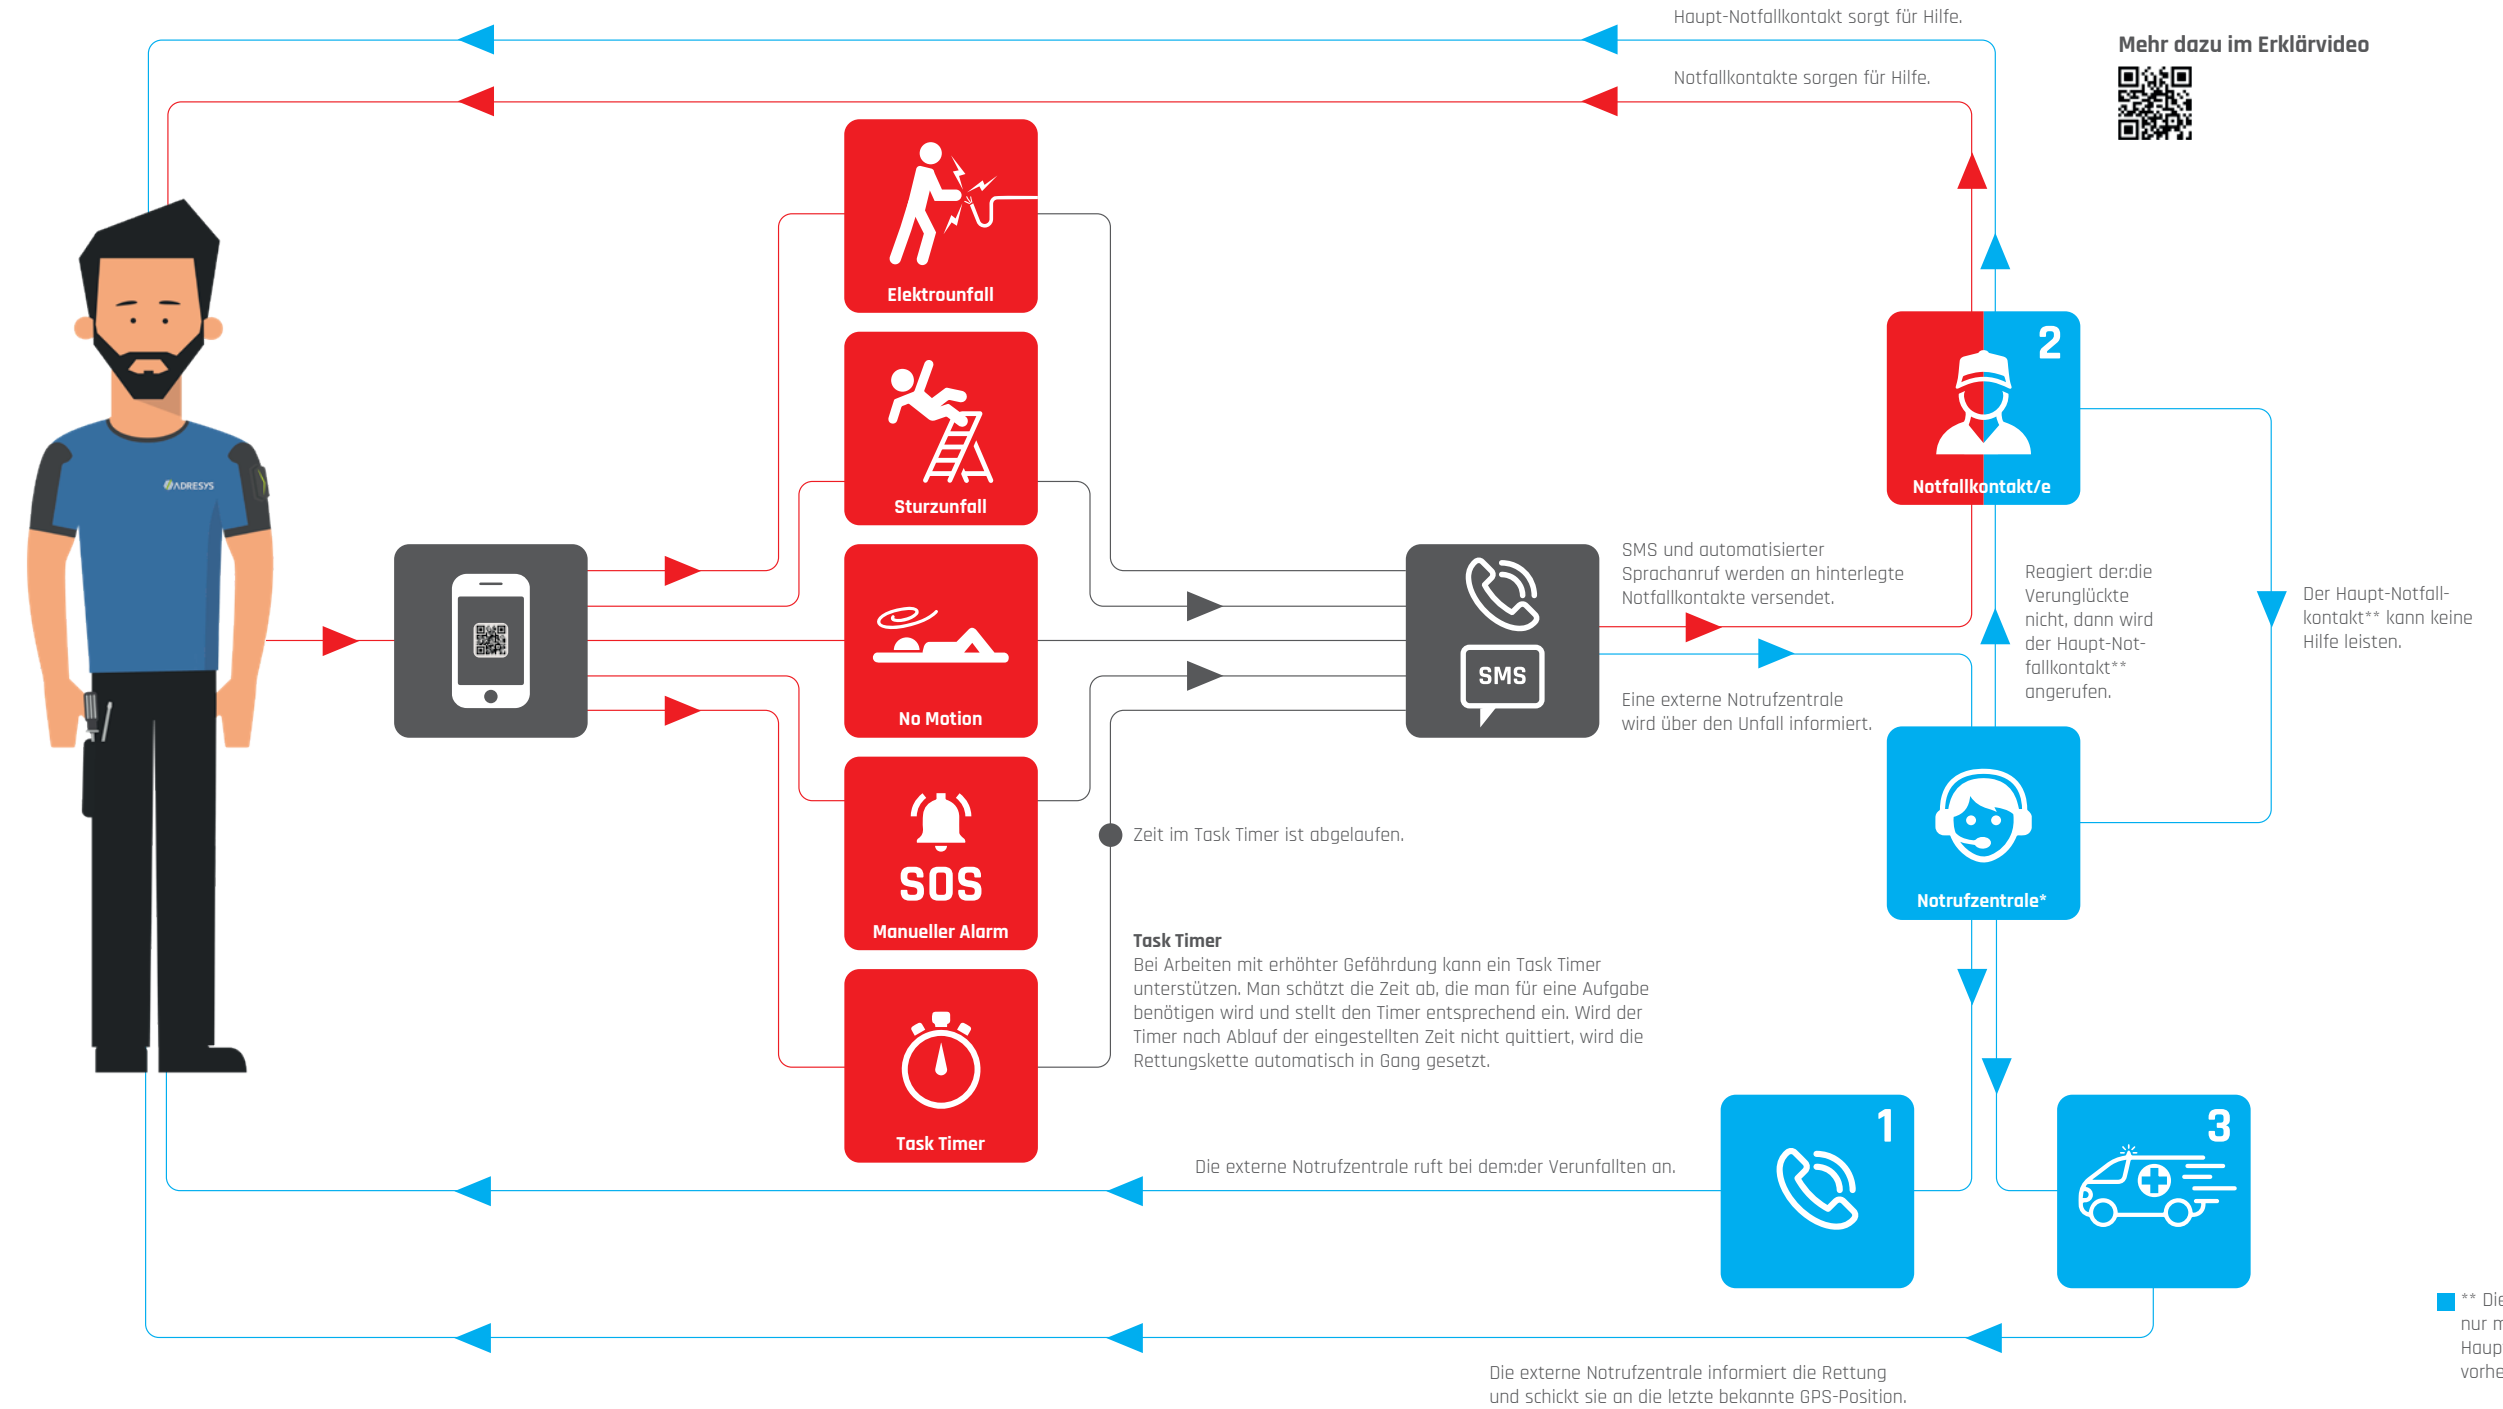 Haupt-Notfallkontakt sorgt für Hilfe.
Mehr dazu im Erklärvideo
Notfallkontakte sorgen für Hilfe.
Elektrounfall
ADRESYS
Sturzunfall
2
Notfallkontakt/e
No Motion
SMS
SMS und automatisierter
Sprachanruf werden an hinterlegte
Notfallkontakte versendet.
Reagiert der:die
Verunglückte
nicht, dann wird
der Haupt-Not-
fallkontakt**
angerufen.
Der Haupt-Notfall-
kontakt** kann keine
Hilfe leisten.
Eine externe Notrufzentrale
wird über den Unfall informiert.
SOS
Manueller Alarm
Zeit im Task Timer ist abgelaufen.
Notrufzentrale*
Task Timer
Bei Arbeiten mit erhöhter Gefährdung kann ein Task Timer
unterstützen. Man schätzt die Zeit ab, die man für eine Aufgabe
benötigen wird und stellt den Timer entsprechend ein. Wird der
Timer nach Ablauf der eingestellten Zeit nicht quittiert, wird die
Rettungskette automatisch in Gang gesetzt.
Task Timer
1
3
Die externe Notrufzentrale ruft bei dem:der Verunfallten an.
Die externe Notrufzentrale informiert die Rettung
und schickt sie an die letzte bekannte GPS-Position.
** Die
nur
Haup
vorhe